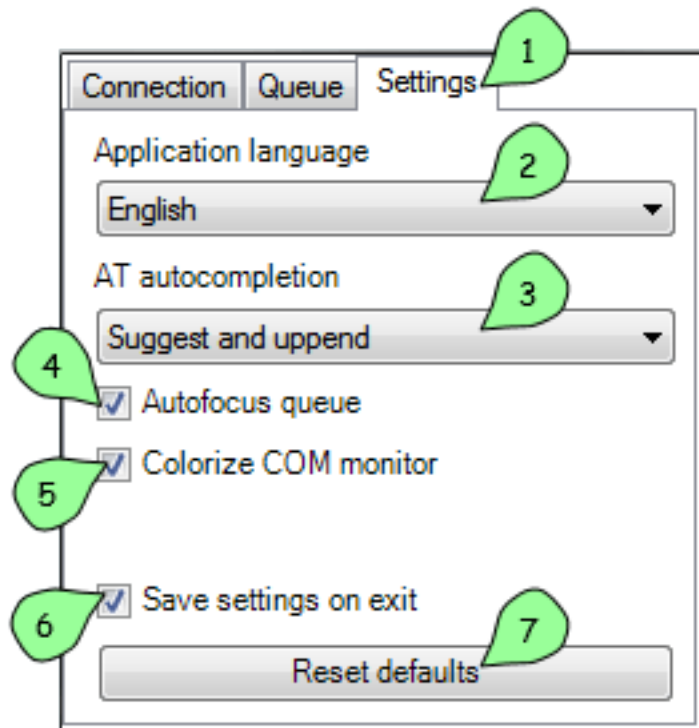 1
Connection Queue Settings
Application language
2
English
AT autocompletion
3
Suggest and uppend
4
Autofocus queue
Colorize COM monitor
5
Save settings on exit
6
7
Reset defaults